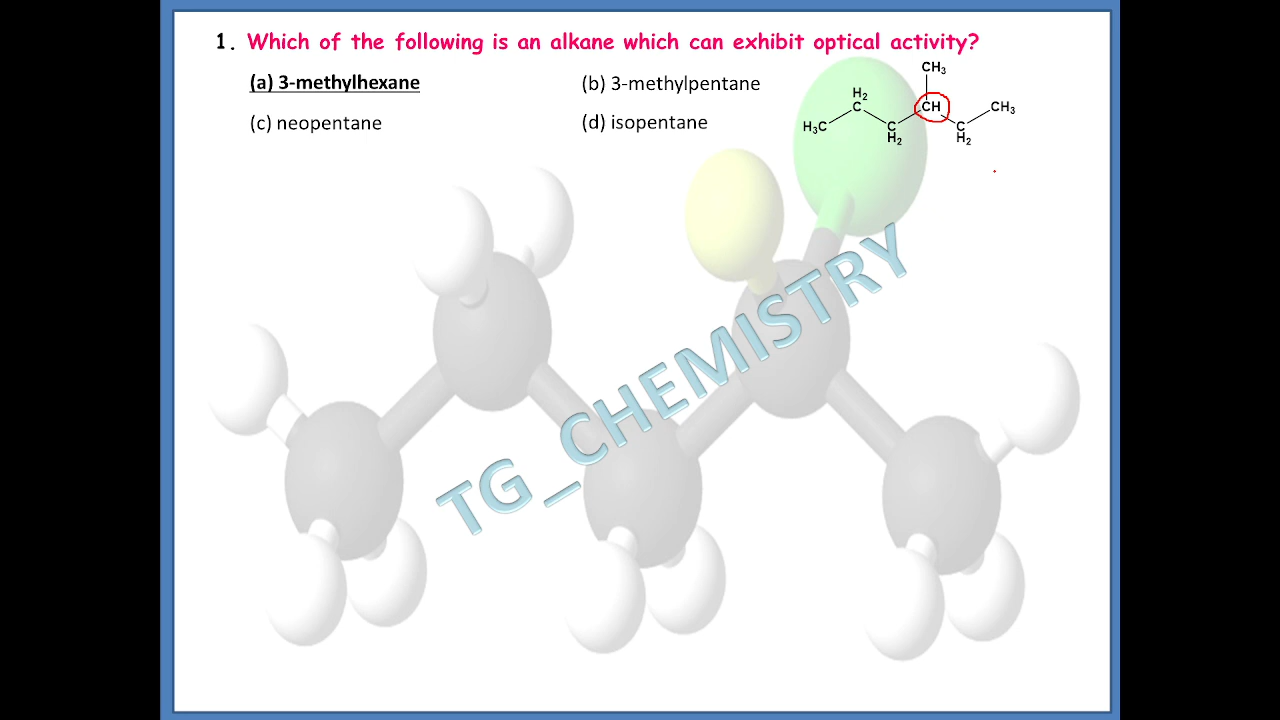 1. Which of the following is an alkane which can exhibit optical activity?
(a) 3-methylhexane
(b) 3-methylpentane
(c) neopentane
(d) isopentane
CH3
H2
C
CH
CH3
H3C
C
H2
C
H2
TG_CHEMISTRY